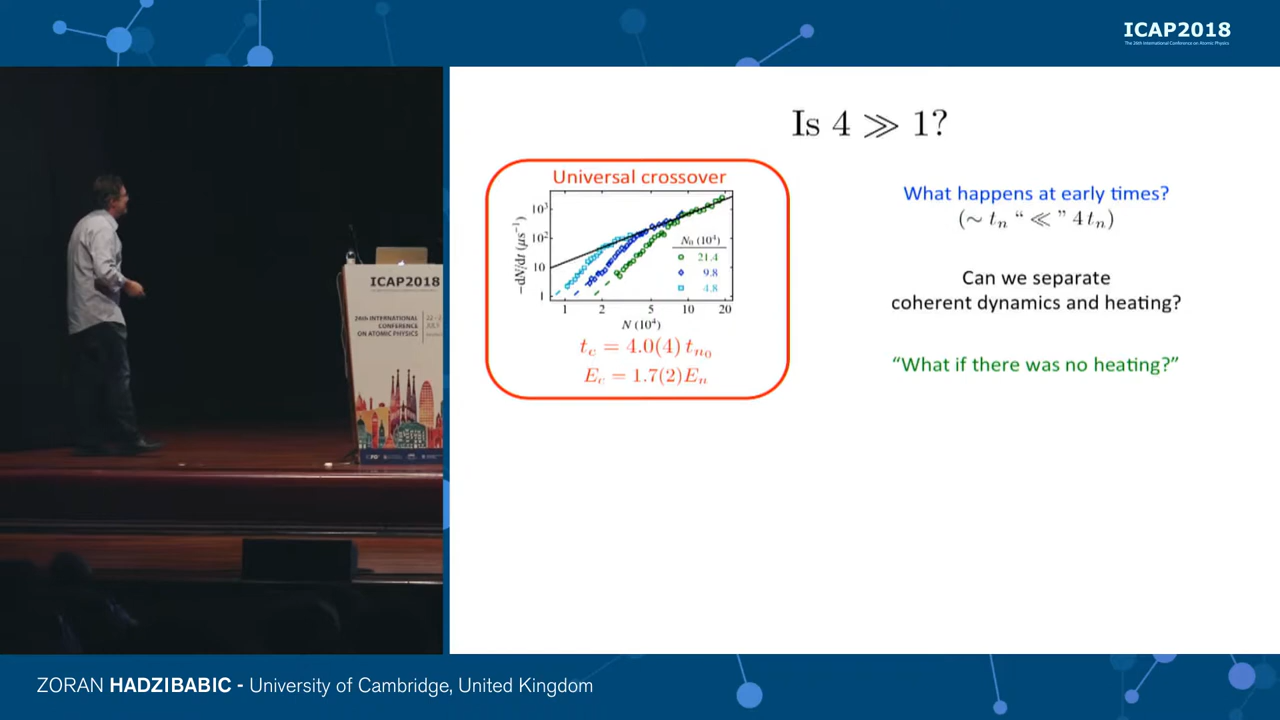 ICAP2018
The 26th International Conference on Atomic Physics
Is 4 ≫ 1?
Universal crossover
−dN/dt (μs⁻¹)
10³
10²
10
1
N₀ (10⁴)
21.4
9.8
4.8
1 2 5 10 20
N (10⁴)
t_c = 4.0(4) t_{n₀}
E_c = 1.7(2)E_n
What happens at early times?
(∼ t_n “ ≪ ” 4 t_n)
Can we separate
coherent dynamics and heating?
“What if there was no heating?”
ICAP2018
26th INTERNATIONAL
CONFERENCE
ON ATOMIC PHYSICS
ZORAN HADZIBABIC - University of Cambridge, United Kingdom